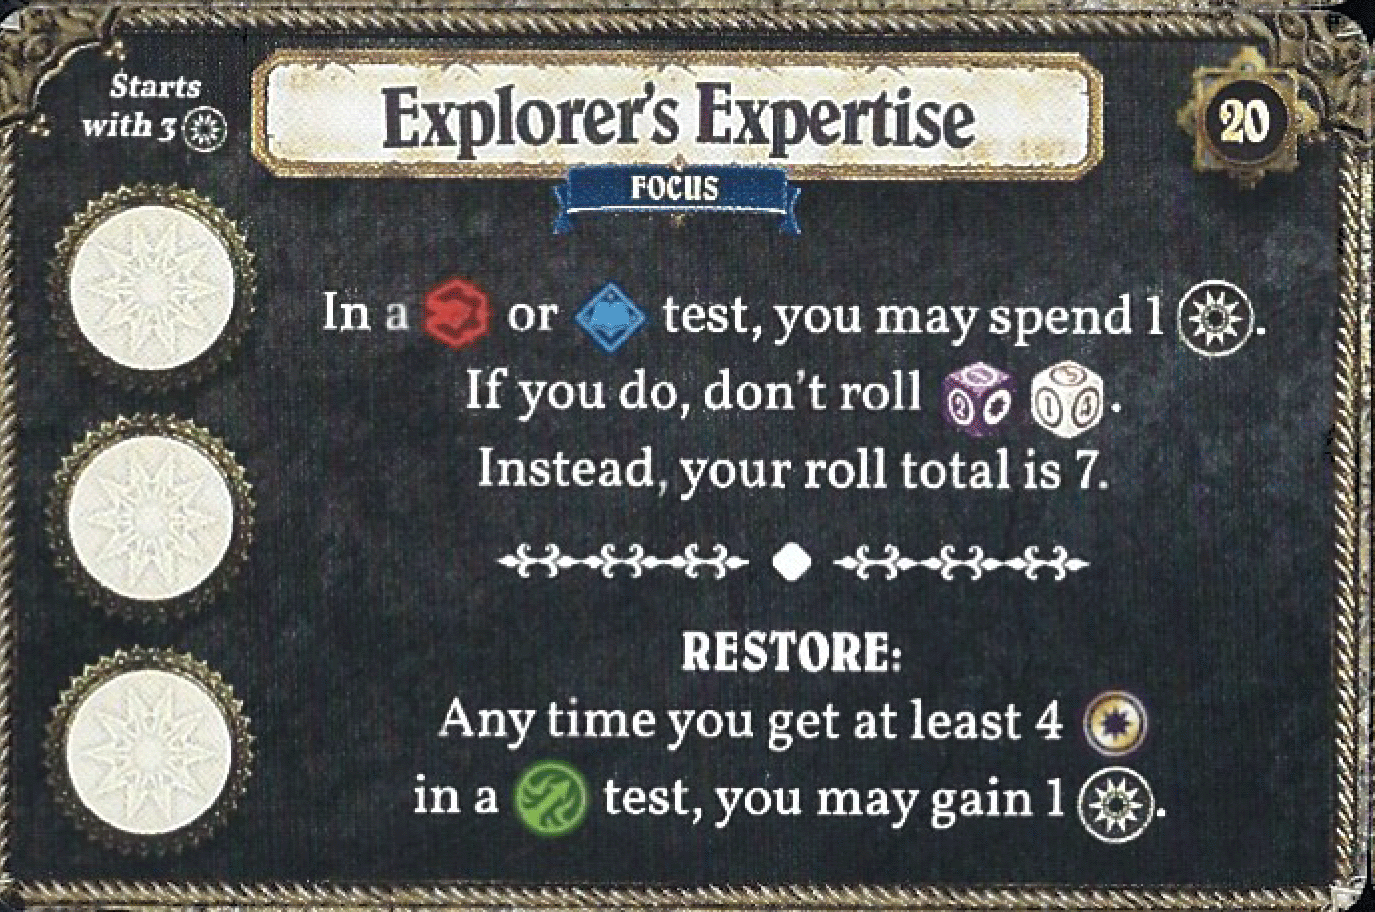 Starts
with 3
Explorer's Expertise
20
FOCUS
In a or test, you may spend 1 .
If you do, don't roll .
Instead, your roll total is 7.
RESTORE:
Any time you get at least 4
in a test, you may gain 1 .